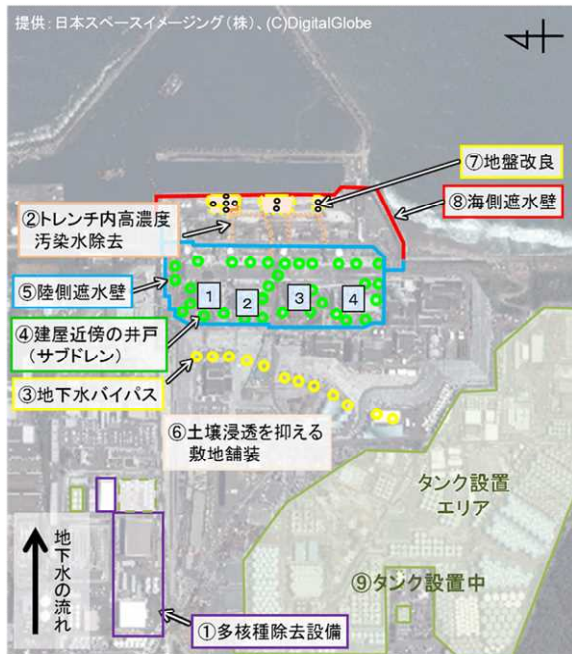 提供：日本スペースイメージング（株）、(C)DigitalGlobe
⑦地盤改良
⑧海側遮水壁
②トレンチ内高濃度
汚染水除去
⑤陸側遮水壁
1
2
3
4
④建屋近傍の井戸
（サブドレン）
③地下水バイパス
⑥土壌浸透を抑える
敷地舗装
タンク設置
エリア
地下水の流れ
⑨タンク設置中
①多核種除去設備